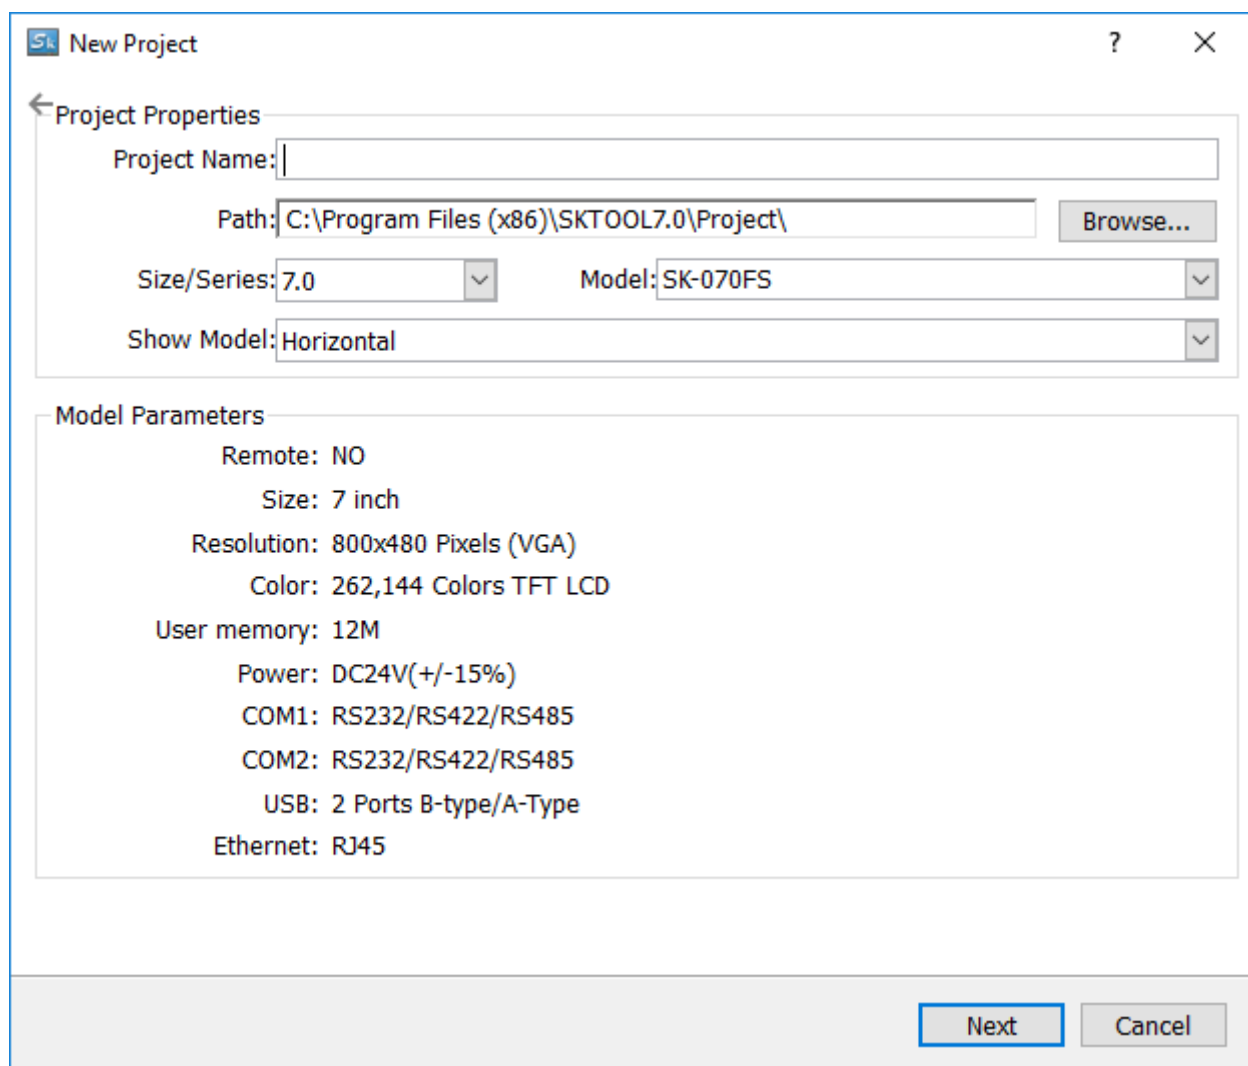 Sk New Project ? 
Project Properties
Project Name:
Path: C:\Program Files (x86)\SKTOOL7.0\Project\ Browse...
Size/Series: 7.0 Model: SK-070FS
Show Model: Horizontal
Model Parameters
Remote: NO
Size: 7 inch
Resolution: 800x480 Pixels (VGA)
Color: 262,144 Colors TFT LCD
User memory: 12M
Power: DC24V(+/-15%)
COM1: RS232/RS422/RS485
COM2: RS232/RS422/RS485
USB: 2 Ports B-type/A-Type
Ethernet: RJ45
Next Cancel